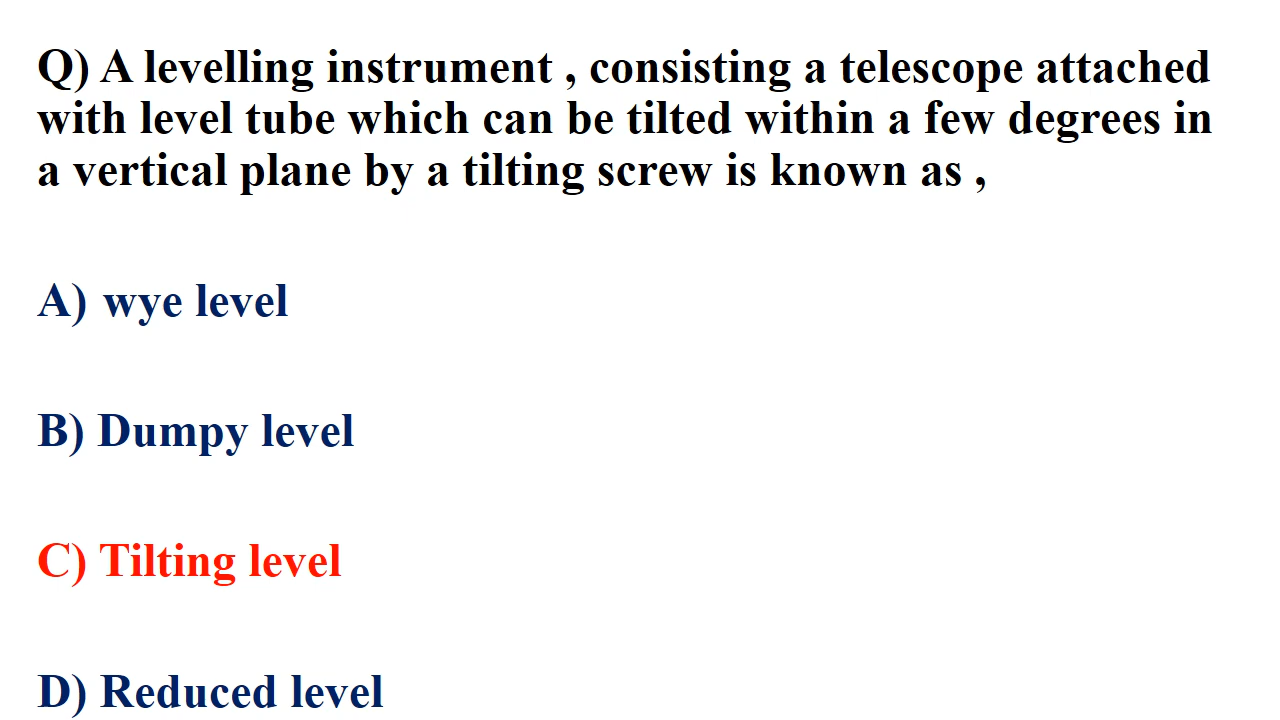 Q) A levelling instrument , consisting a telescope attached
with level tube which can be tilted within a few degrees in
a vertical plane by a tilting screw is known as ,
A) wye level
B) Dumpy level
C) Tilting level
D) Reduced level